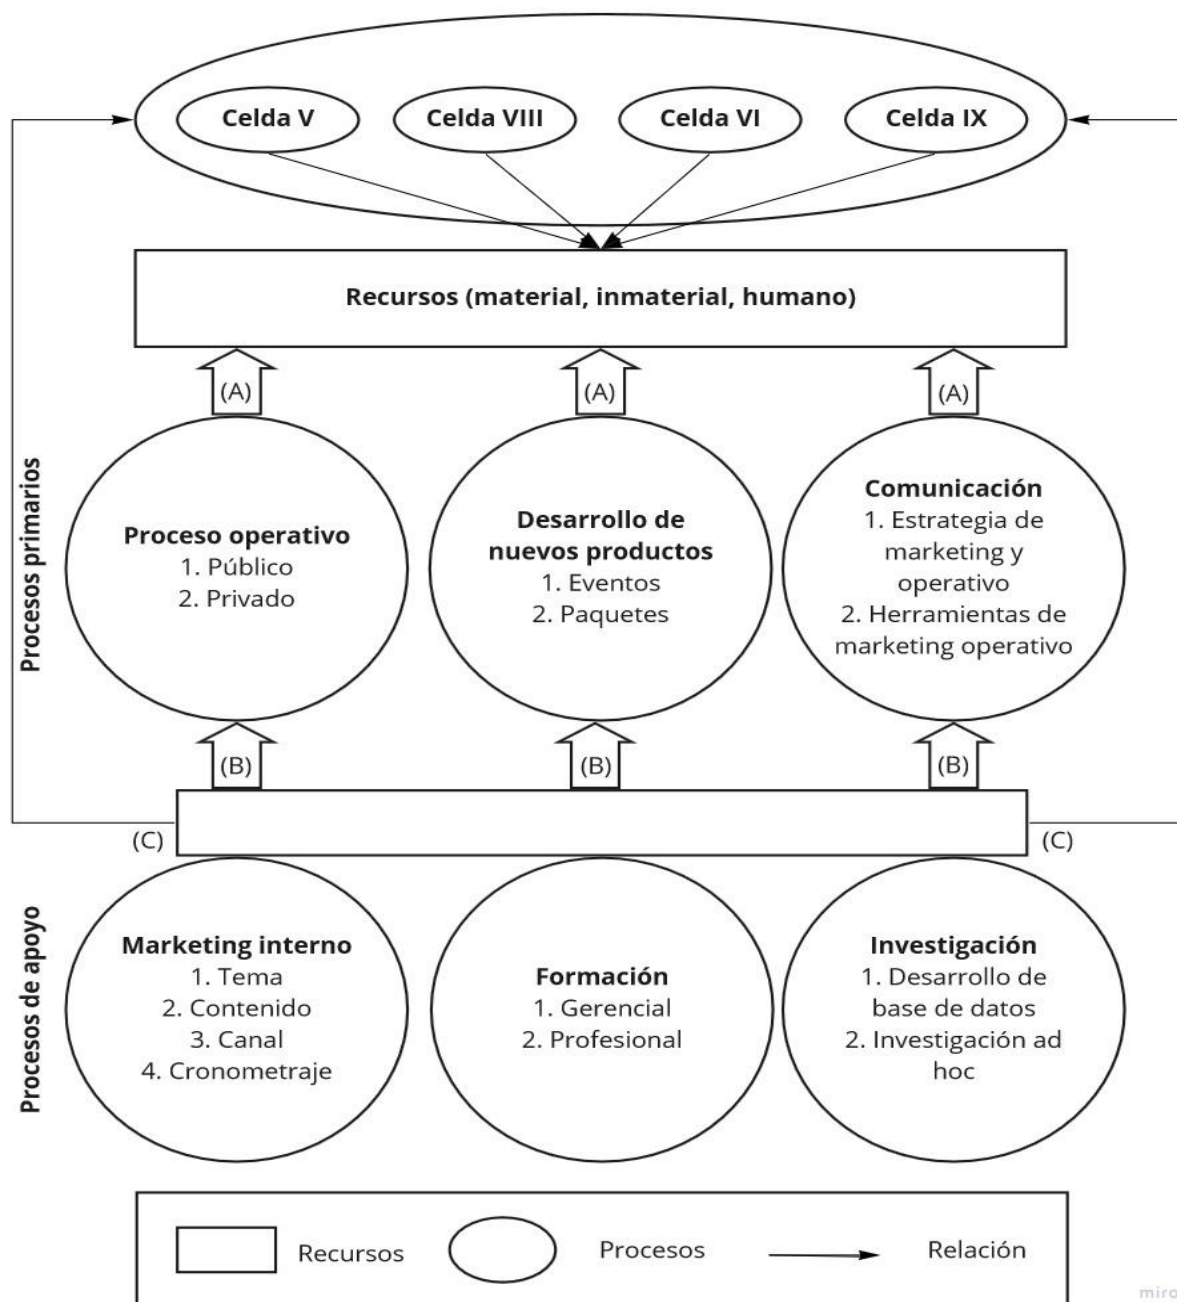 Celda V
Celda VIII
Celda VI
Celda IX
Recursos (material, inmaterial, humano)
(A)
(A)
(A)
Procesos primarios
Proceso operativo
1. Público
2. Privado
Desarrollo de
nuevos productos
1. Eventos
2. Paquetes
Comunicación
1. Estrategia de
marketing y
operativo
2. Herramientas de
marketing operativo
(B)
(B)
(B)
(C)
(C)
Procesos de apoyo
Marketing interno
1. Tema
2. Contenido
3. Canal
4. Cronometraje
Formación
1. Gerencial
2. Profesional
Investigación
1. Desarrollo de
base de datos
2. Investigación ad
hoc
Recursos
Procesos
Relación
miro